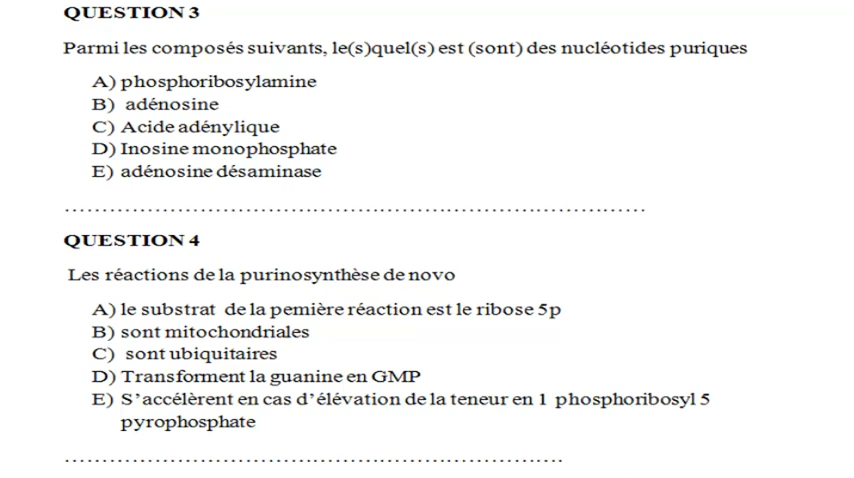 QUESTION 3
Parmi les composés suivants, le(s)quel(s) est (sont) des nucléotides puriques
A) phosphoribosylamine
B) adénosine
C) Acide adénylique
D) Inosine monophosphate
E) adénosine désaminase
………………………………………………………………………
QUESTION 4
Les réactions de la purinosynthèse de novo
A) le substrat de la pemière réaction est le ribose 5p
B) sont mitochondriales
C) sont ubiquitaires
D) Transforment la guanine en GMP
E) S’accélèrent en cas d’élévation de la teneur en 1 phosphoribosyl 5
pyrophosphate
……………………………………………………………